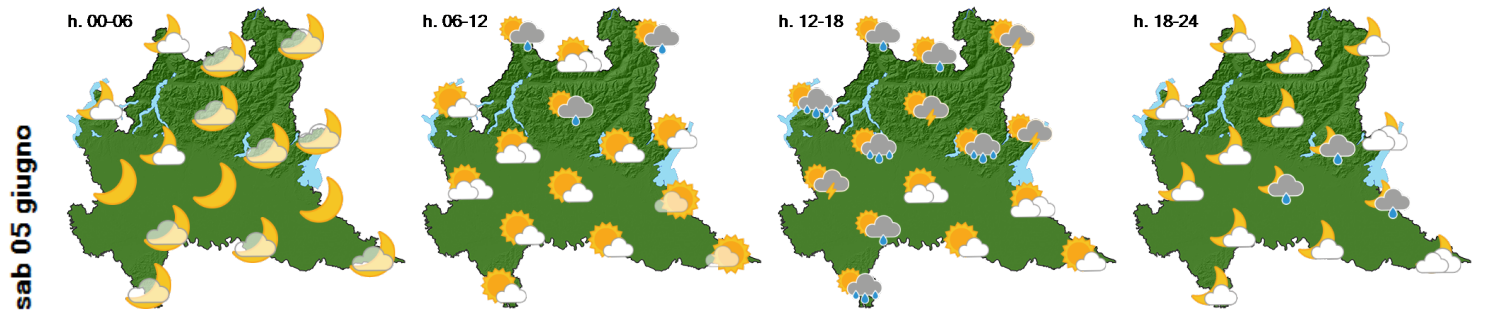 h. 00-06
h. 06-12
h. 12-18
h. 18-24
sab 05 giugno